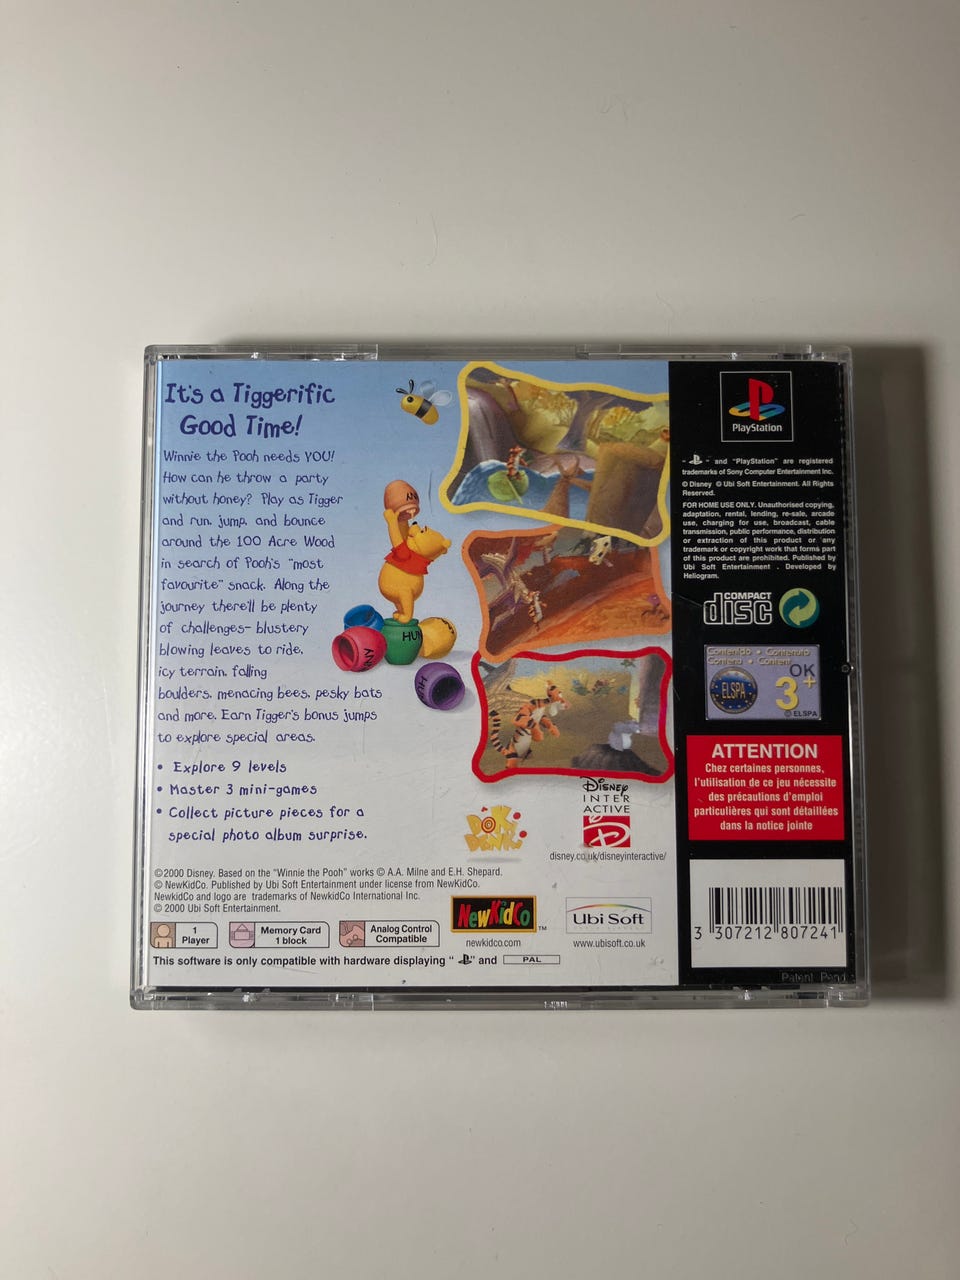 It's a Tiggerific
Good Time!
Winnie the Pooh needs YOU!
How can he throw a party
without honey? Play as Tigger
and run, jump, and bounce
around the 100 Acre Wood
in search of Pooh's "most
favourite" snack. Along the
journey there'll be plenty
of challenges- blustery
blowing leaves to ride,
icy terrain, falling
boulders, menacing bees, pesky bats
and more. Earn Tigger's bonus jumps
to explore special areas.
• Explore 9 levels
• Master 3 mini-games
• Collect picture pieces for a
special photo album surprise.
HUN
Disney
INTER
ACTIVE
disney.co.uk/disneyinteractive/
©2000 Disney. Based on the "Winnie the Pooh" works © A.A. Milne and E.H. Shepard.
© NewKidCo. Published by Ubi Soft Entertainment under license from NewKidCo.
NewkidCo and logo are trademarks of NewkidCo International Inc.
© 2000 Ubi Soft Entertainment.
NewKidCo™
newkidco.com
Ubi Soft
www.ubisoft.co.uk
1
Player
Memory Card
1 block
Analog Control
Compatible
This software is only compatible with hardware displaying " " and PAL
PlayStation
- " and "PlayStation" are registered
trademarks of Sony Computer Entertainment Inc.
© Disney © Ubi Soft Entertainment. All Rights
Reserved.
FOR HOME USE ONLY. Unauthorised copying,
adaptation, rental, lending, re-sale, arcade
use, charging for use, broadcast, cable
transmission, public performance, distribution
or extraction of this product or any
trademark or copyright work that forms part
of this product are prohibited. Published by
Ubi Soft Entertainment . Developed by
Heliogram.
COMPACT
disc
Contenido • Contenuto
Contenu • Content
ELSPA
OK
3+
© ELSPA
ATTENTION
Chez certaines personnes,
l'utilisation de ce jeu nécessite
des précautions d'emploi
particulières qui sont détaillées
dans la notice jointe
3 307212 807241
Patent Pend